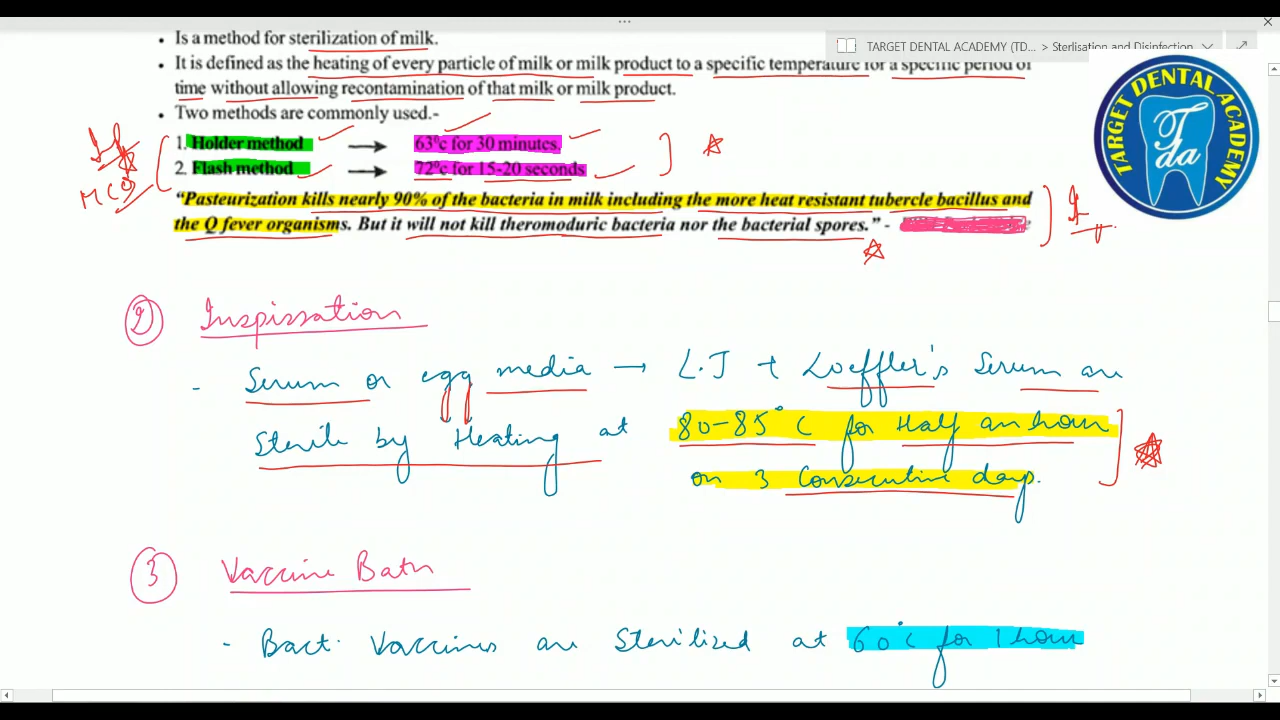 • Is a method for sterilization of milk.
TARGET DENTAL ACADEMY (TD... > Sterlisation and Disinfection
• It is defined as the heating of every particle of milk or milk product to a specific temperature for a specific period of
time without allowing recontamination of that milk or milk product.
• Two methods are commonly used.-
1. Holder method → 63°c for 30 minutes.
2. Flash method → 72°c for 15-20 seconds
MCQ
"Pasteurization kills nearly 90% of the bacteria in milk including the more heat resistant tubercle bacillus and
the Q fever organisms. But it will not kill theromoduric bacteria nor the bacterial spores." -
TARGET DENTAL ACADEMY
Tda
2 Inspissation
- Serum or egg media → L.J + Loeffler's Serum are
Sterile by Heating at 80-85°C for Half an hour
on 3 Consecutive days.
3 Vaccine Bath
- Bact. Vaccines are Sterilized at 60°C for 1 hour